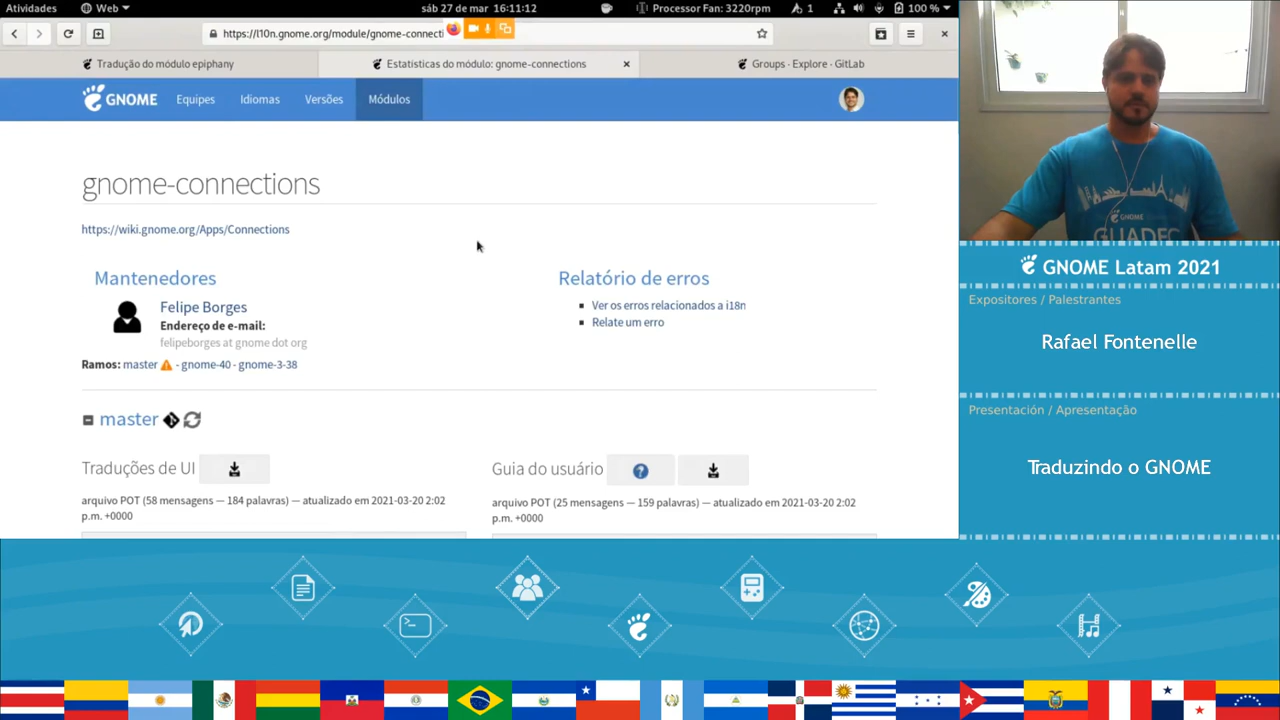 Atividades
Web
sáb 27 de mar 16:11:12
Processor Fan: 3220rpm
1
100 %
https://l10n.gnome.org/module/gnome-connecti
Tradução do módulo epiphany
Estatísticas do módulo: gnome-connections
Groups · Explore · GitLab
GNOME
Equipes
Idiomas
Versões
Módulos
gnome-connections
https://wiki.gnome.org/Apps/Connections
Mantenedores
Felipe Borges
Endereço de e-mail:
felipeborges at gnome dot org
Relatório de erros
Ver os erros relacionados a i18n
Relate um erro
Ramos: master - gnome-40 - gnome-3-38
master
Traduções de UI
arquivo POT (58 mensagens — 184 palavras) — atualizado em 2021-03-20 2:02
p.m. +0000
Guia do usuário
arquivo POT (25 mensagens — 159 palavras) — atualizado em 2021-03-20 2:02
p.m. +0000
GNOME
GUADEC
GNOME Latam 2021
Expositores / Palestrantes
Rafael Fontenelle
Presentación / Apresentação
Traduzindo o GNOME